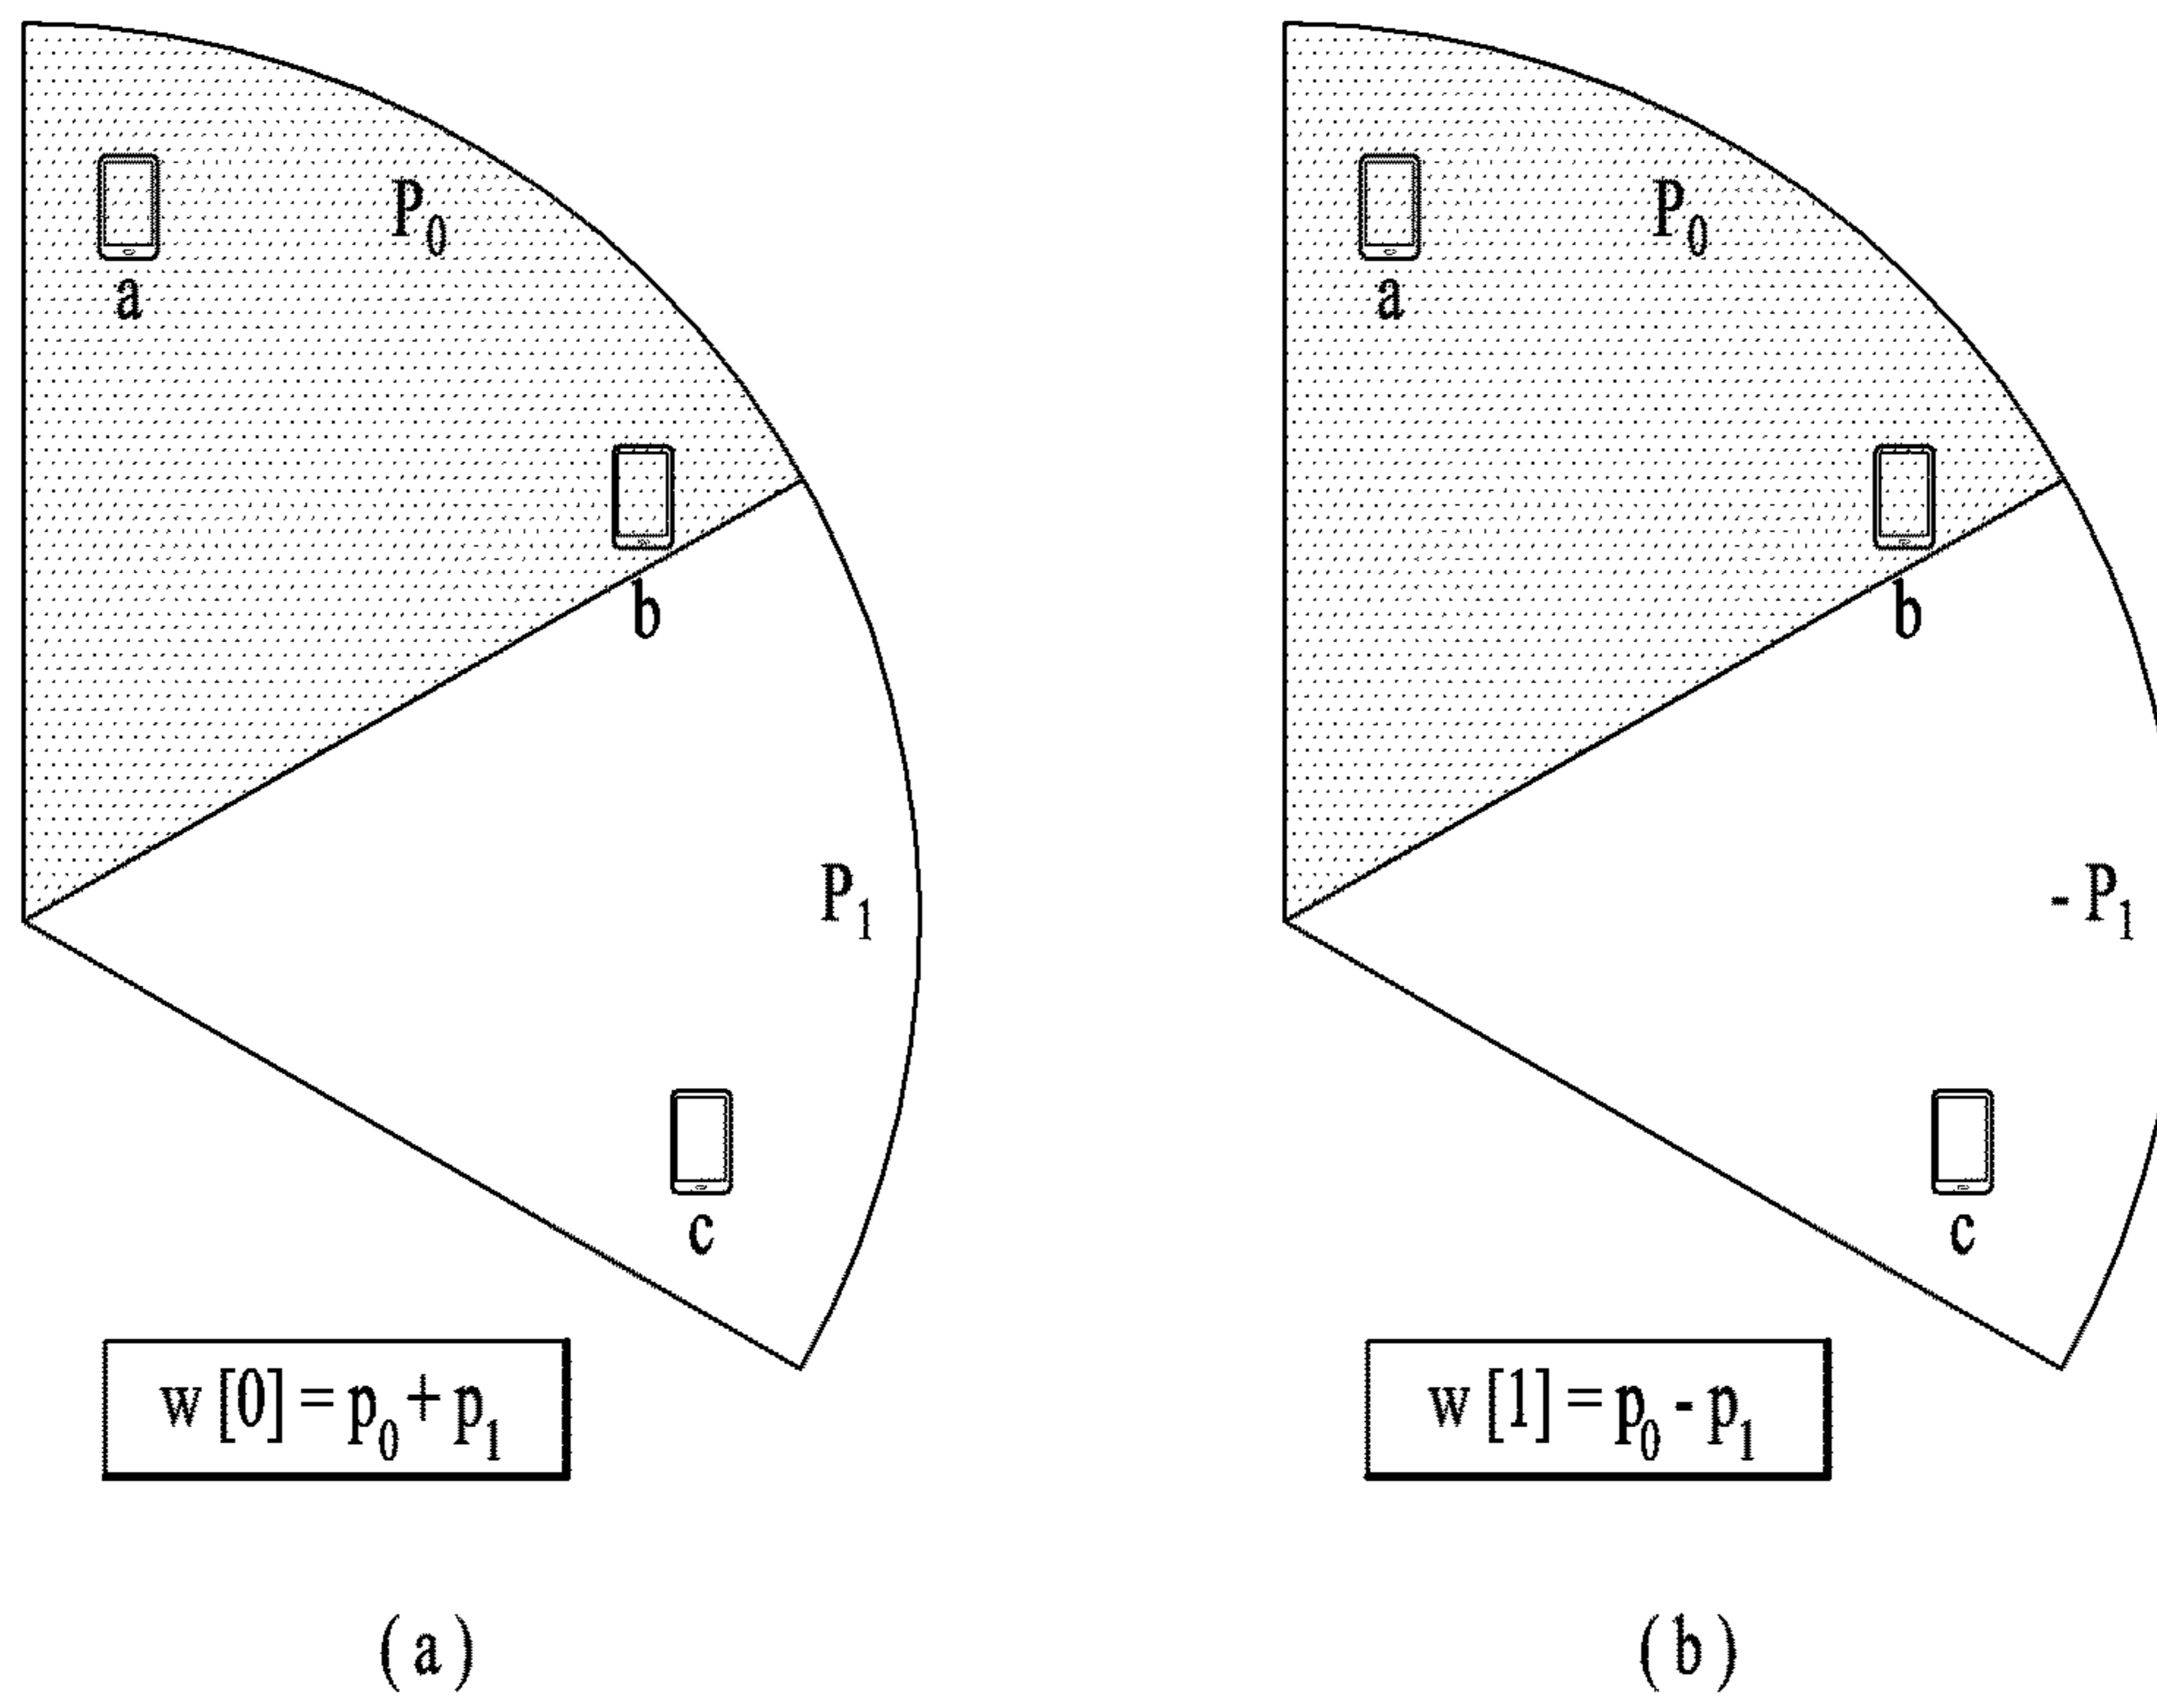 P₀
a
b
P₁
c
w [0] = p₀ + p₁
(a)
P₀
a
b
- P₁
c
w [1] = p₀ - p₁
(b)